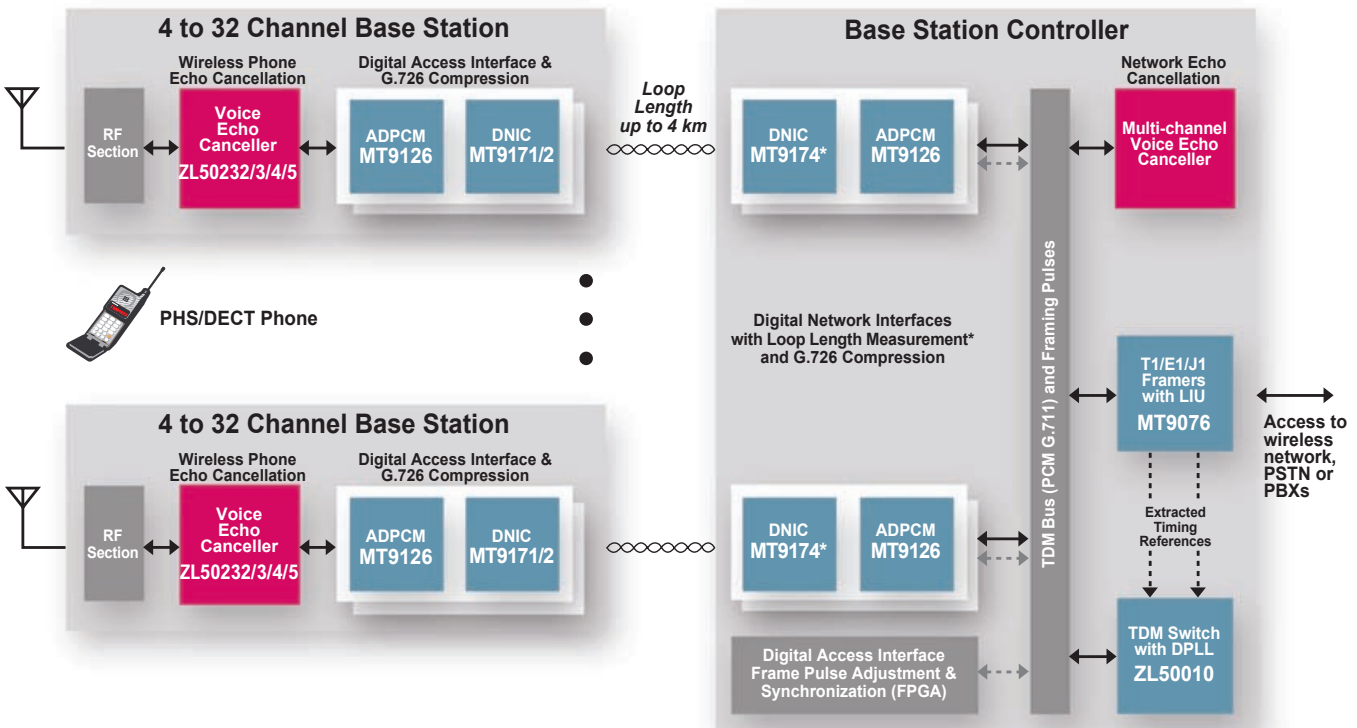 4 to 32 Channel Base Station
Wireless Phone
Echo Cancellation
Digital Access Interface &
G.726 Compression
RF
Section
Voice
Echo
Canceller
ZL50232/3/4/5
ADPCM
MT9126
DNIC
MT9171/2
Loop
Length
up to 4 km
Base Station Controller
DNIC
MT9174*
ADPCM
MT9126
Network Echo
Cancellation
Multi-channel
Voice Echo
Canceller
PHS/DECT Phone
Digital Network Interfaces
with Loop Length Measurement*
and G.726 Compression
TDM Bus (PCM G.711) and Framing Pulses
T1/E1/J1
Framers
with LIU
MT9076
Access to
wireless
network,
PSTN or
PBXs
4 to 32 Channel Base Station
Wireless Phone
Echo Cancellation
Digital Access Interface &
G.726 Compression
RF
Section
Voice
Echo
Canceller
ZL50232/3/4/5
ADPCM
MT9126
DNIC
MT9171/2
DNIC
MT9174*
ADPCM
MT9126
Extracted
Timing
References
Digital Access Interface
Frame Pulse Adjustment &
Synchronization (FPGA)
TDM Switch
with DPLL
ZL50010